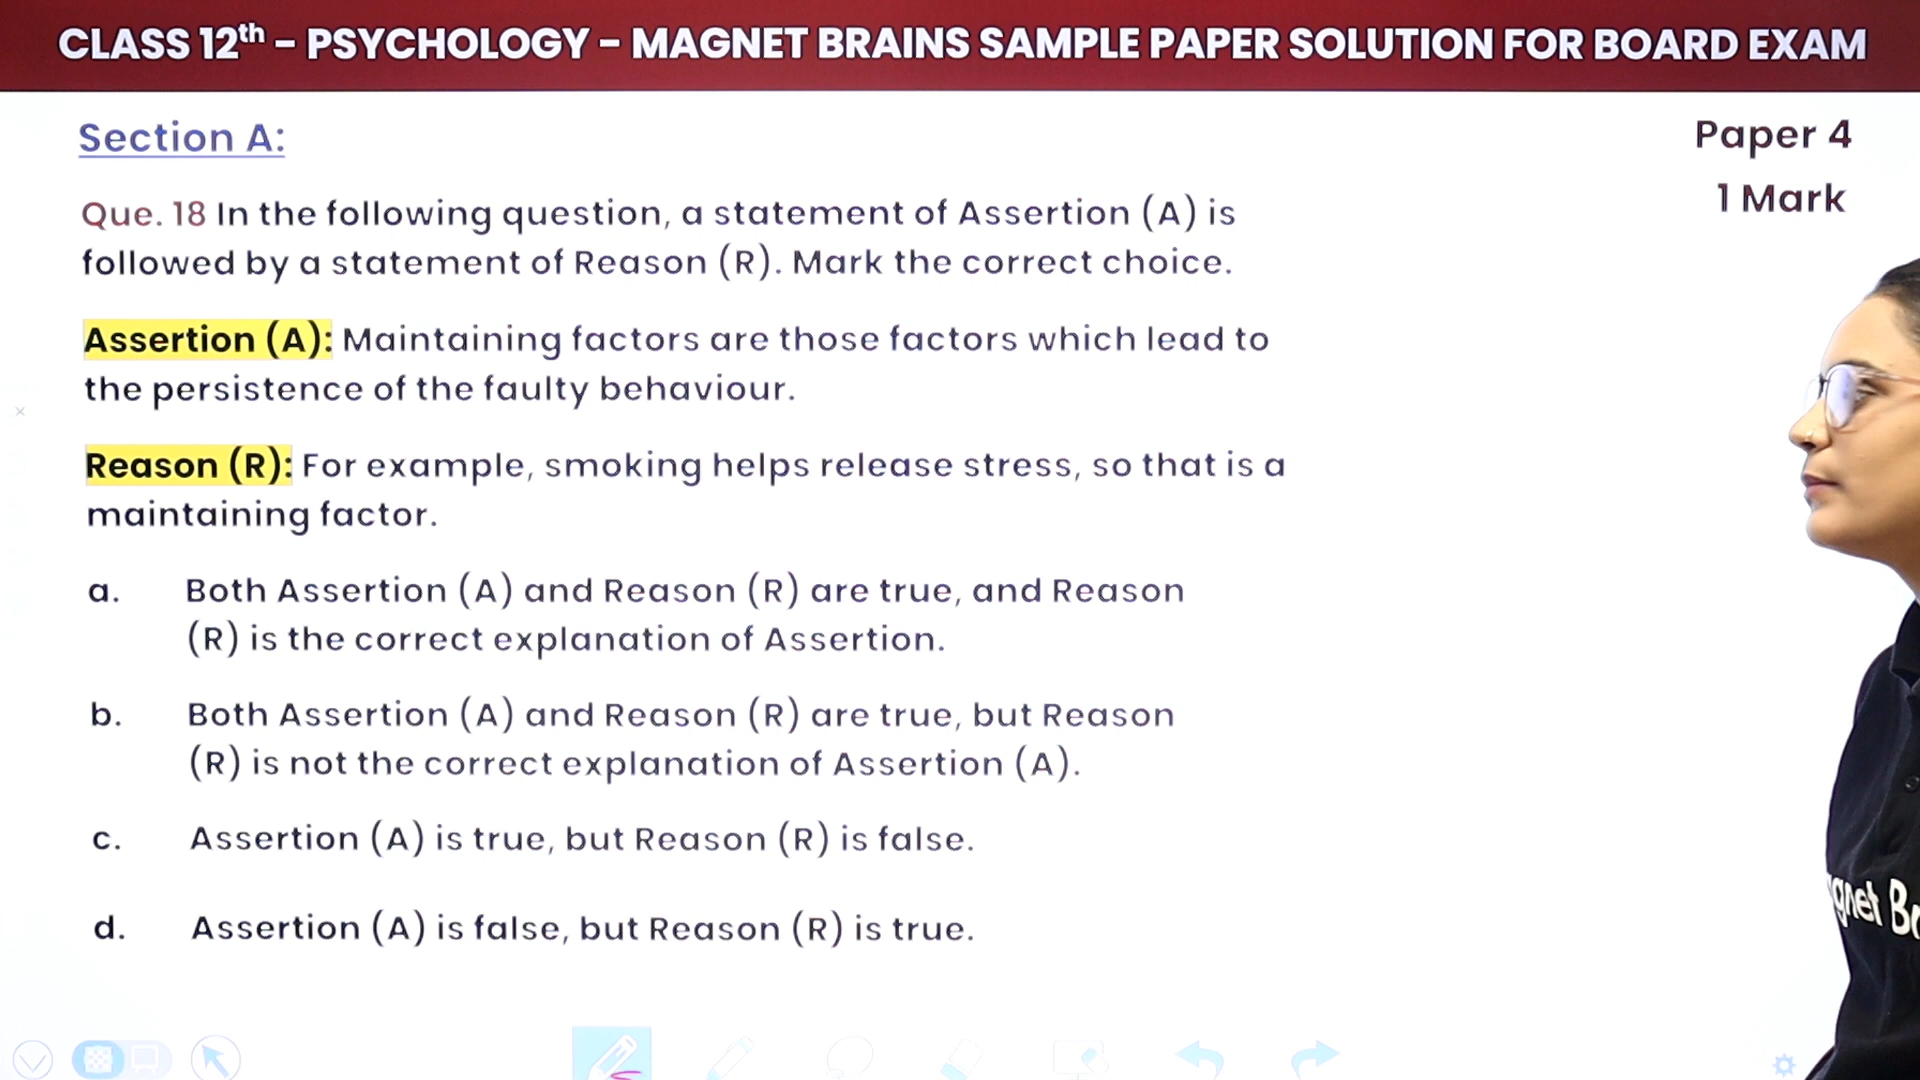 CLASS 12th – PSYCHOLOGY – MAGNET BRAINS SAMPLE PAPER SOLUTION FOR BOARD EXAM
Section A:
Paper 4
1 Mark
Que. 18 In the following question, a statement of Assertion (A) is
followed by a statement of Reason (R). Mark the correct choice.
Assertion (A): Maintaining factors are those factors which lead to
the persistence of the faulty behaviour.
Reason (R): For example, smoking helps release stress, so that is a
maintaining factor.
a. Both Assertion (A) and Reason (R) are true, and Reason
(R) is the correct explanation of Assertion.
b. Both Assertion (A) and Reason (R) are true, but Reason
(R) is not the correct explanation of Assertion (A).
c. Assertion (A) is true, but Reason (R) is false.
d. Assertion (A) is false, but Reason (R) is true.